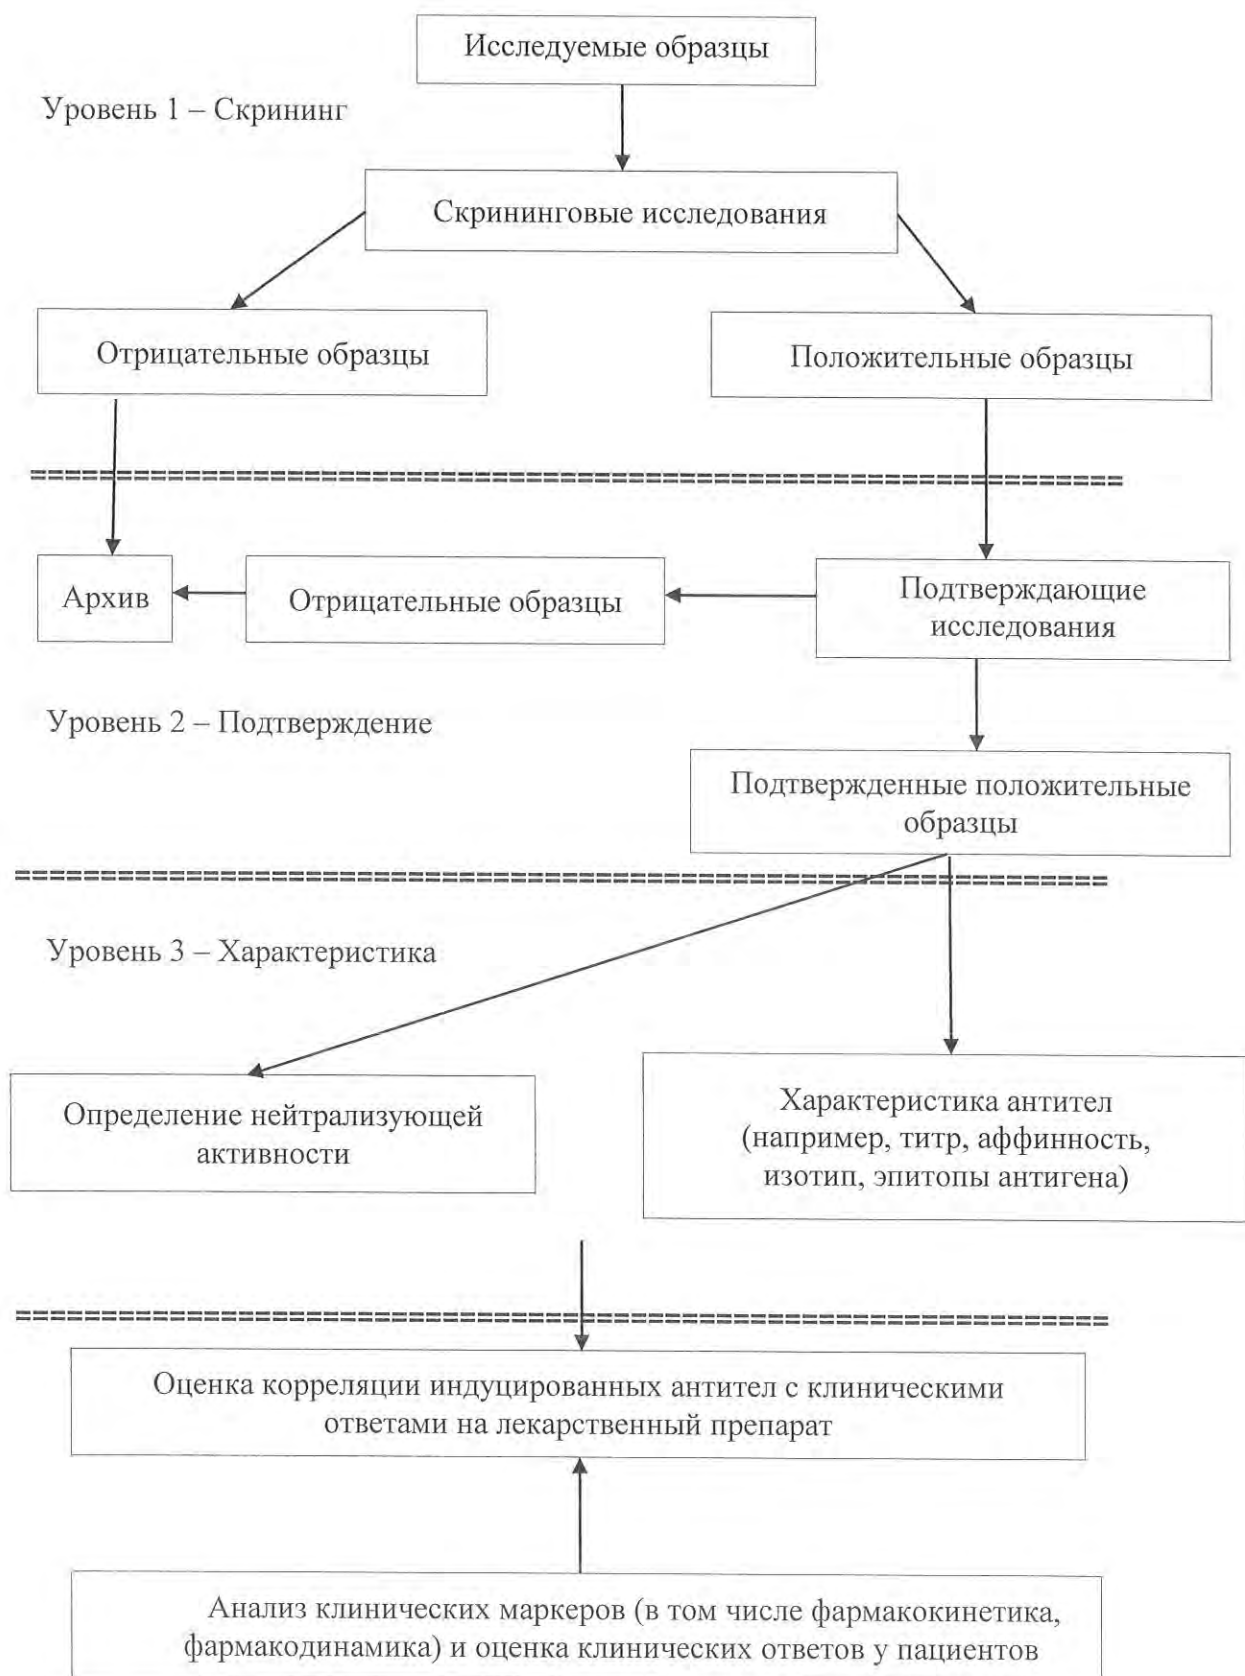 Исследуемые образцы
Уровень 1 – Скрининг
Скрининговые исследования
Отрицательные образцы
Положительные образцы
Архив
Отрицательные образцы
Подтверждающие
исследования
Уровень 2 – Подтверждение
Подтвержденные положительные
образцы
Уровень 3 – Характеристика
Определение нейтрализующей
активности
Характеристика антител
(например, титр, аффинность,
изотип, эпитопы антигена)
Оценка корреляции индуцированных антител с клиническими
ответами на лекарственный препарат
Анализ клинических маркеров (в том числе фармакокинетика,
фармакодинамика) и оценка клинических ответов у пациентов